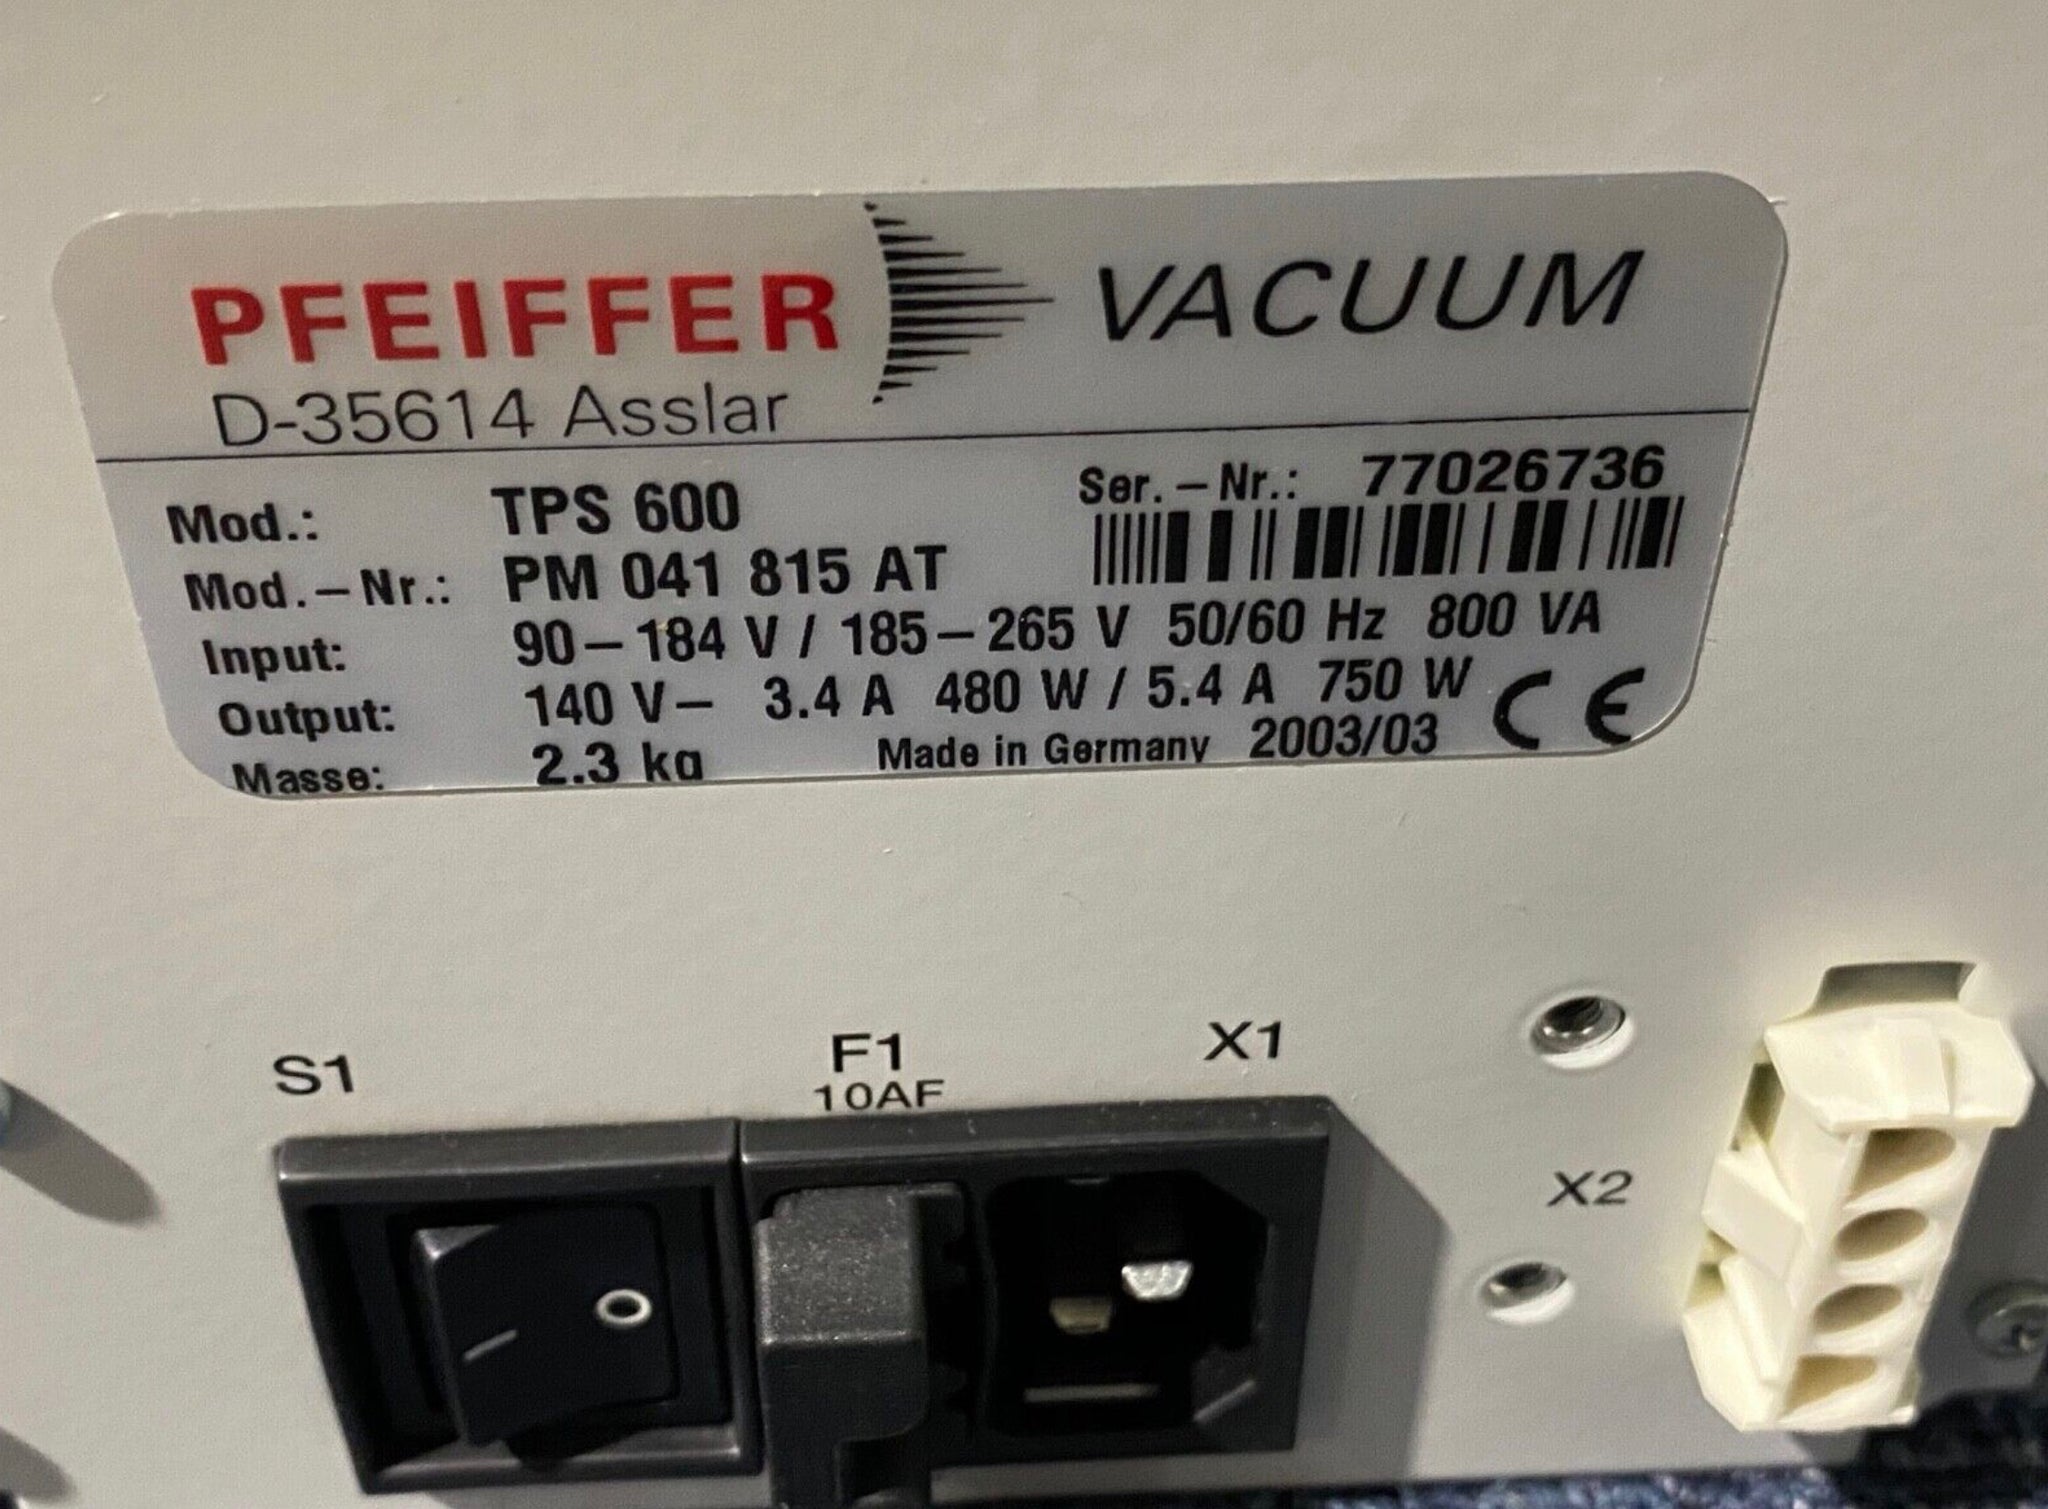 PFEIFFER VACUUM
D-35614 Asslar
Mod.: TPS 600 Ser.-Nr.: 77026736
Mod.-Nr.: PM 041 815 AT
Input: 90-184 V / 185-265 V 50/60 Hz 800 VA
Output: 140 V- 3.4 A 480 W / 5.4 A 750 W CE
Masse: 2.3 kg Made in Germany 2003/03
S1 F1 X1
10AF
X2